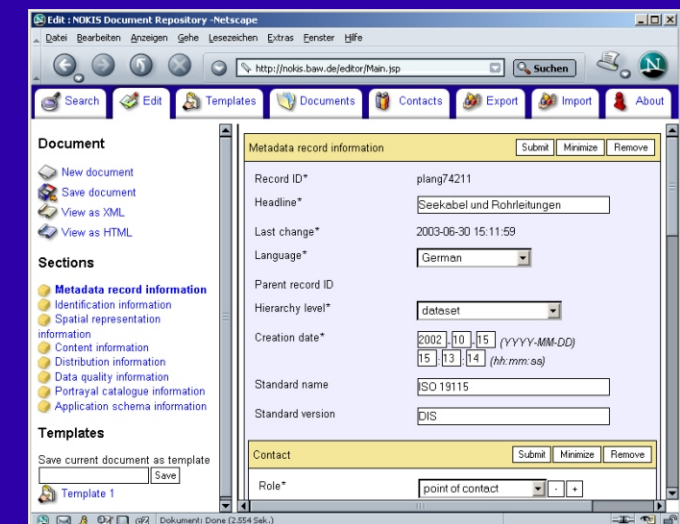 Edit : NOKIS Document Repository -Netscape
Datei Bearbeiten Anzeigen Gehe Lesezeichen Extras Fenster Hilfe
http://nokis.baw.de/editor/Main.jsp Suchen
Search Edit Templates Documents Contacts Export Import About
Document
New document
Save document
View as XML
View as HTML
Sections
Metadata record information
Identification information
Spatial representation
information
Content information
Distribution information
Data quality information
Portrayal catalogue information
Application schema information
Templates
Save current document as template
Save
Template 1
Metadata record information Submit Minimize Remove
Record ID* plang74211
Headline* Seekabel und Rohrleitungen
Last change* 2003-06-30 15:11:59
Language* German
Parent record ID
Hierarchy level* dataset
Creation date* 2002 - 10 - 15 (YYYY-MM-DD)
15 : 13 : 14 (hh:mm:ss)
Standard name ISO 19115
Standard version DIS
Contact Submit Minimize Remove
Role* point of contact - +
Dokument: Done (2.554 Sek.)